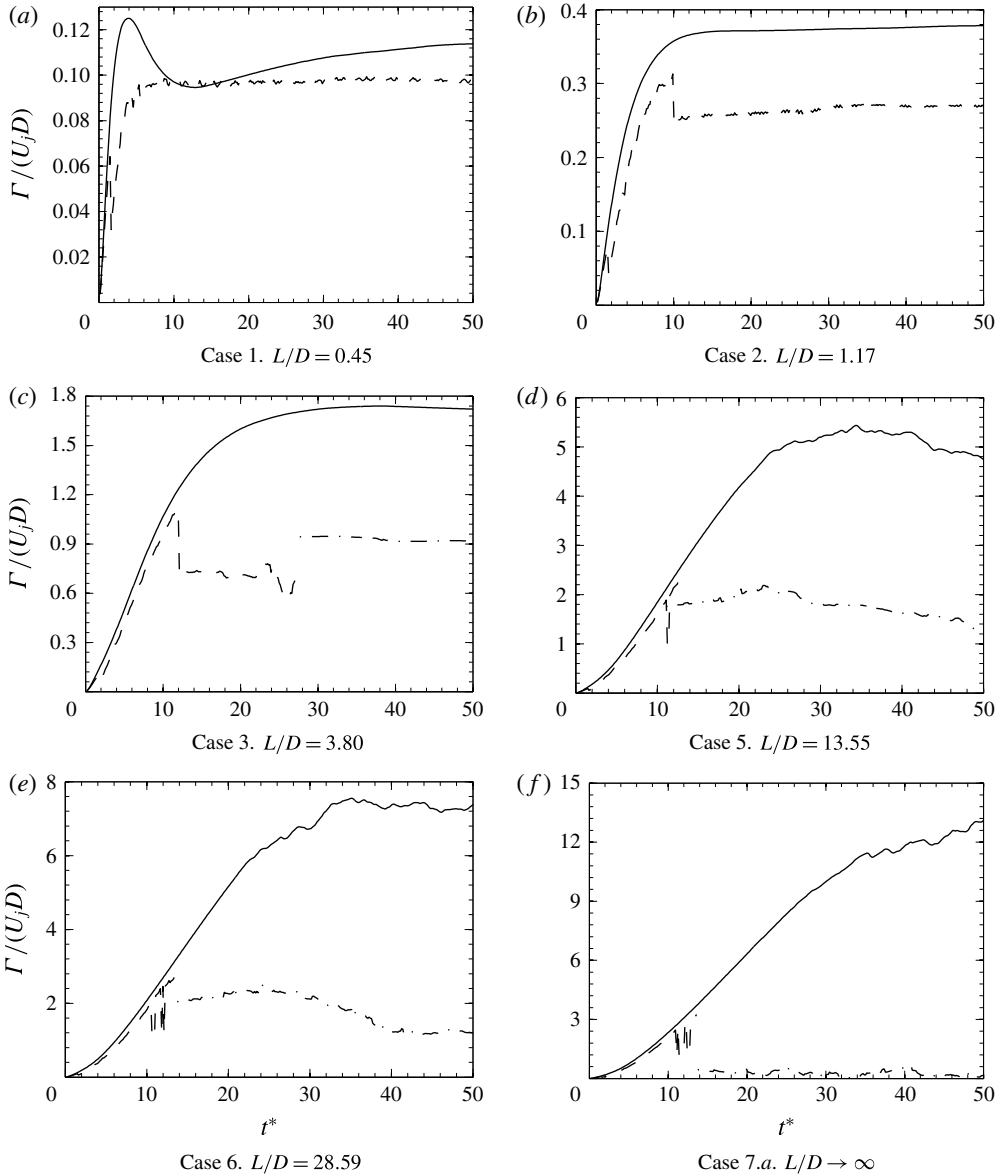 (a)
0.12
0.10
0.08
0.06
0.04
0.02
Γ/(U_jD)
0 10 20 30 40 50
Case 1. L/D = 0.45
(b)
0.4
0.3
0.2
0.1
0 10 20 30 40 50
Case 2. L/D = 1.17
(c)
1.8
1.5
1.2
0.9
0.6
0.3
Γ/(U_jD)
0 10 20 30 40 50
Case 3. L/D = 3.80
(d)
6
5
4
3
2
1
0 10 20 30 40 50
Case 5. L/D = 13.55
(e)
8
6
4
2
Γ/(U_jD)
0 10 20 30 40 50
t*
Case 6. L/D = 28.59
(f)
15
12
9
6
3
0 10 20 30 40 50
t*
Case 7.a. L/D → ∞